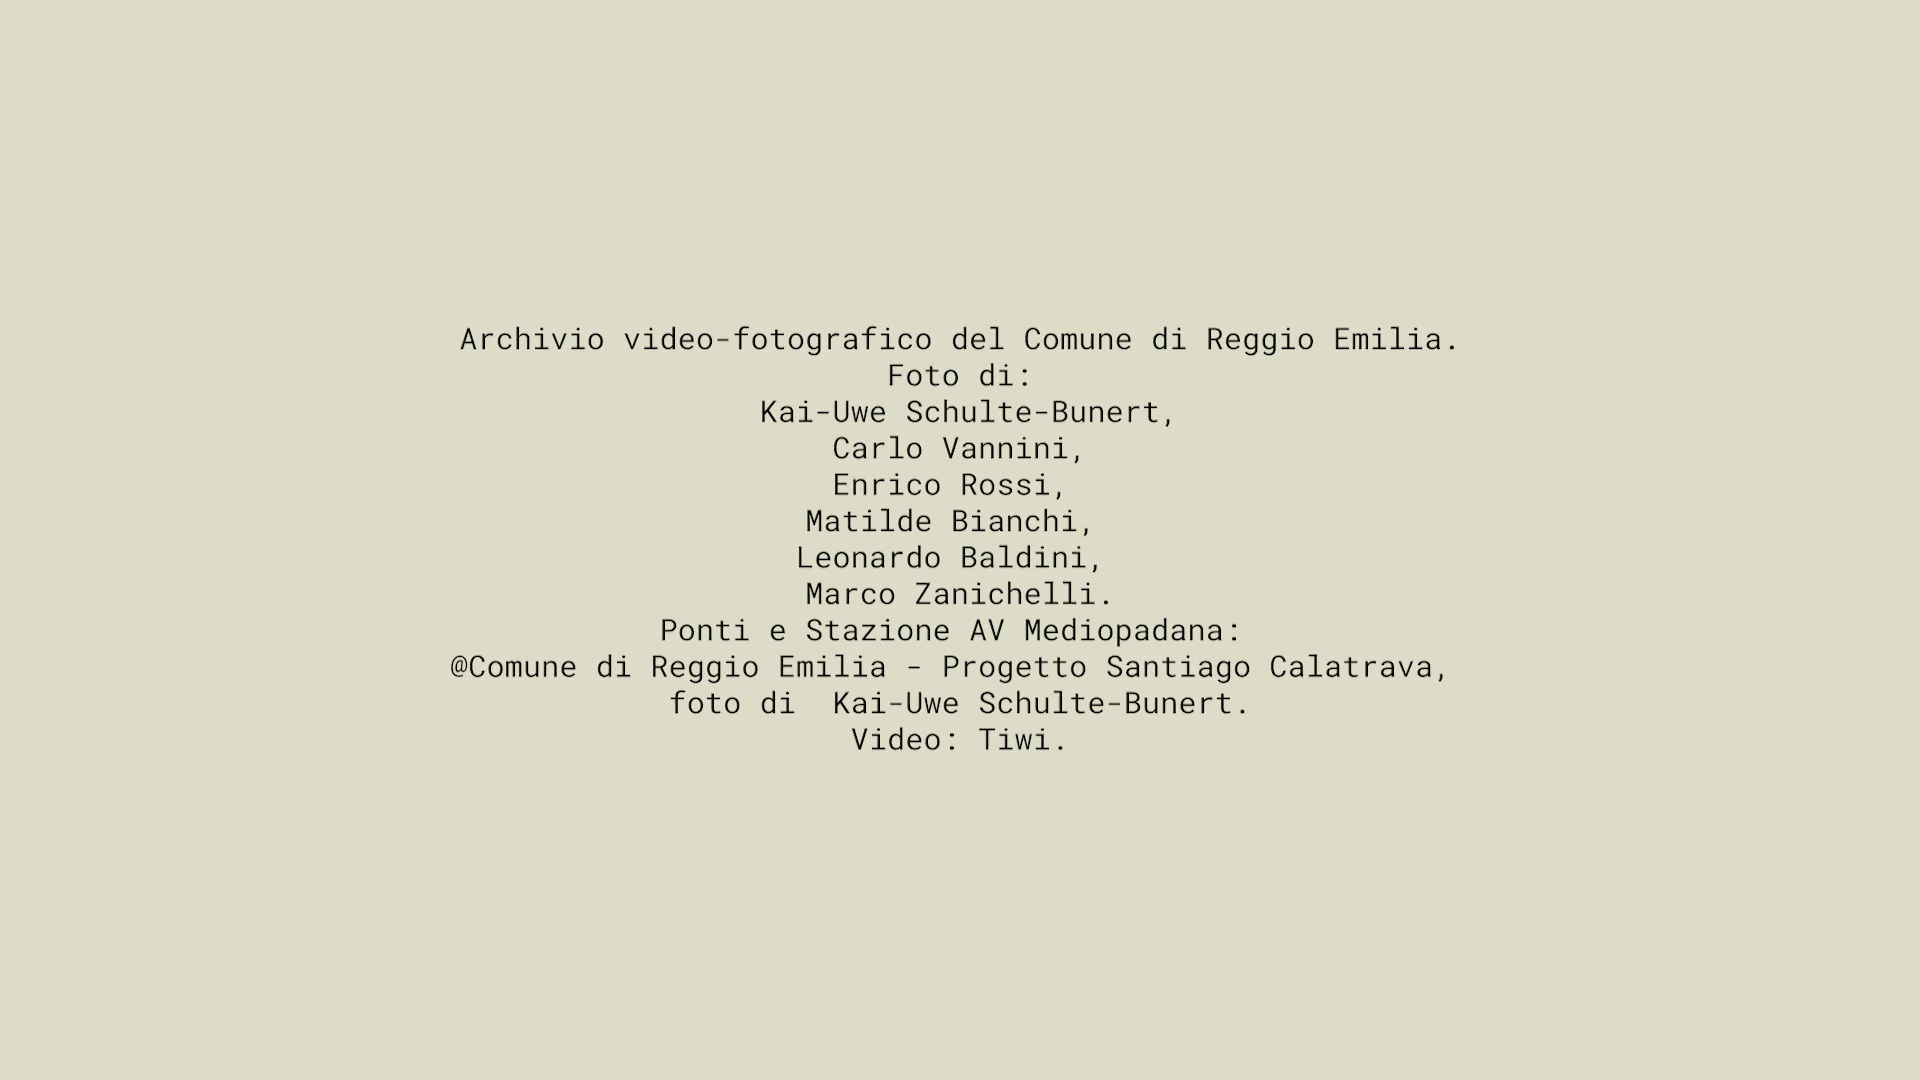 Archivio video-fotografico del Comune di Reggio Emilia.
Foto di:
Kai-Uwe Schulte-Bunert,
Carlo Vannini,
Enrico Rossi,
Matilde Bianchi,
Leonardo Baldini,
Marco Zanichelli.
Ponti e Stazione AV Mediopadana:
@Comune di Reggio Emilia - Progetto Santiago Calatrava,
foto di  Kai-Uwe Schulte-Bunert.
Video: Tiwi.